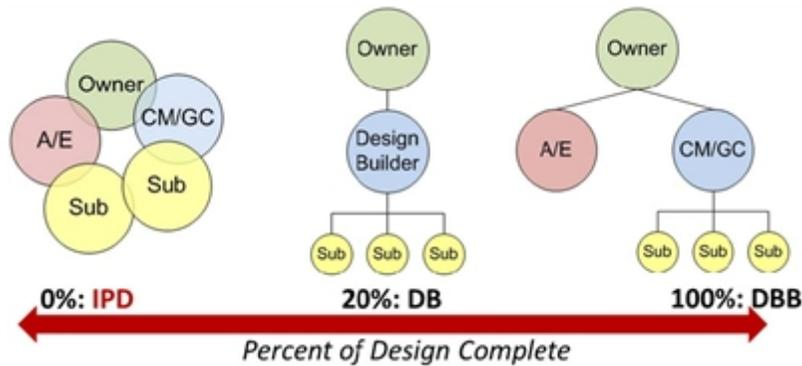 Owner
CM/GC
A/E
Sub
Sub
0%: IPD
Owner
Design
Builder
Sub Sub Sub
20%: DB
Owner
A/E
CM/GC
Sub Sub Sub
100%: DBB
Percent of Design Complete